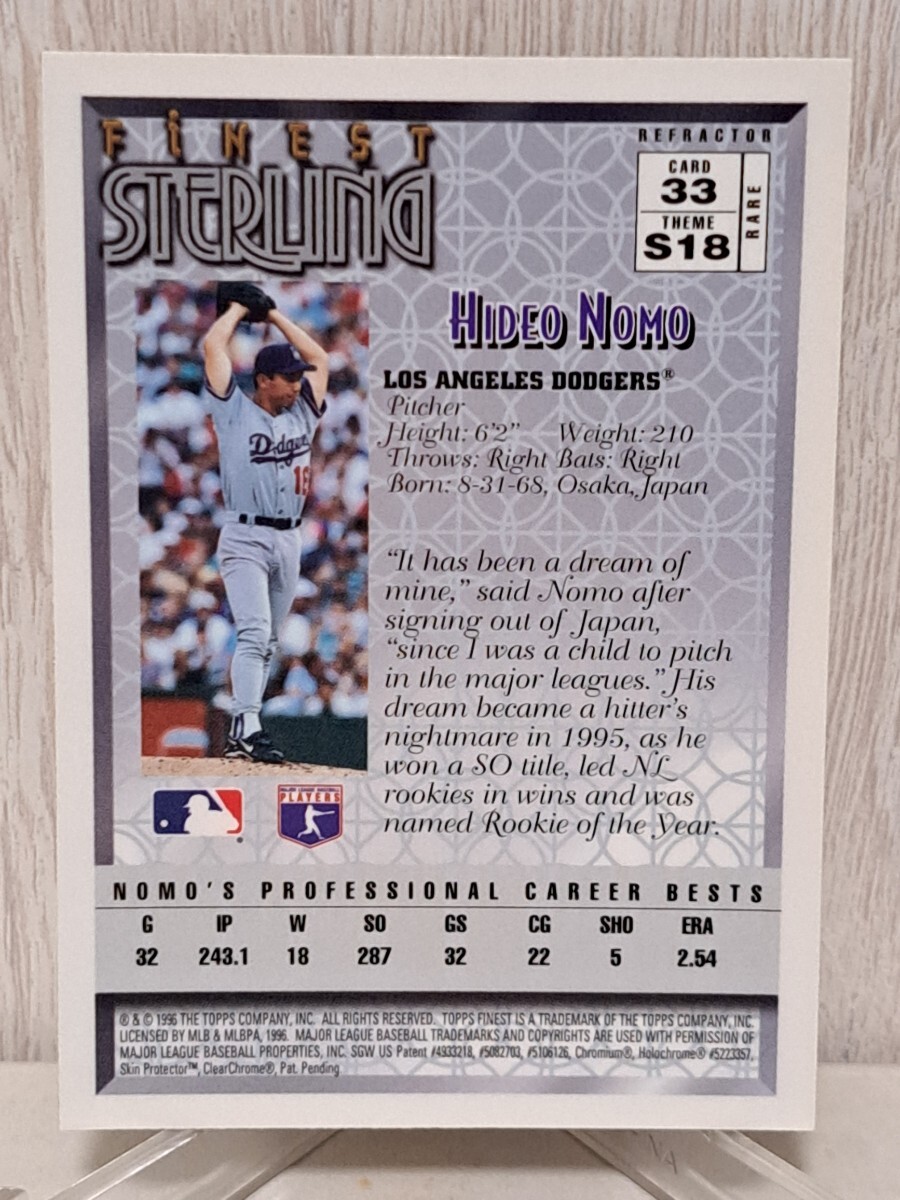 FiNEST
STERLING
REFRACTOR
CARD
33
THEME
S18
RARE
HIDEO NOMO
LOS ANGELES DODGERS®
Pitcher
Height: 6'2" Weight: 210
Throws: Right Bats: Right
Born: 8-31-68, Osaka, Japan
Dodgers
16
"It has been a dream of
mine," said Nomo after
signing out of Japan,
"since I was a child to pitch
in the major leagues." His
dream became a hitter's
nightmare in 1995, as he
won a SO title, led NL
rookies in wins and was
named Rookie of the Year.
MAJOR LEAGUE BASEBALL
PLAYERS
NOMO'S PROFESSIONAL CAREER BESTS
G IP W SO GS CG SHO ERA
32 243.1 18 287 32 22 5 2.54
® & © 1996 THE TOPPS COMPANY, INC. ALL RIGHTS RESERVED. TOPPS FINEST IS A TRADEMARK OF THE TOPPS COMPANY, INC.
LICENSED BY MLB & MLBPA, 1996. MAJOR LEAGUE BASEBALL TRADEMARKS AND COPYRIGHTS ARE USED WITH PERMISSION OF
MAJOR LEAGUE BASEBALL PROPERTIES, INC. SGW US Patent #4933218, #5082703, #5106126, Chromium®, Holochrome® #5223357,
Skin Protector™, ClearChrome®, Pat. Pending